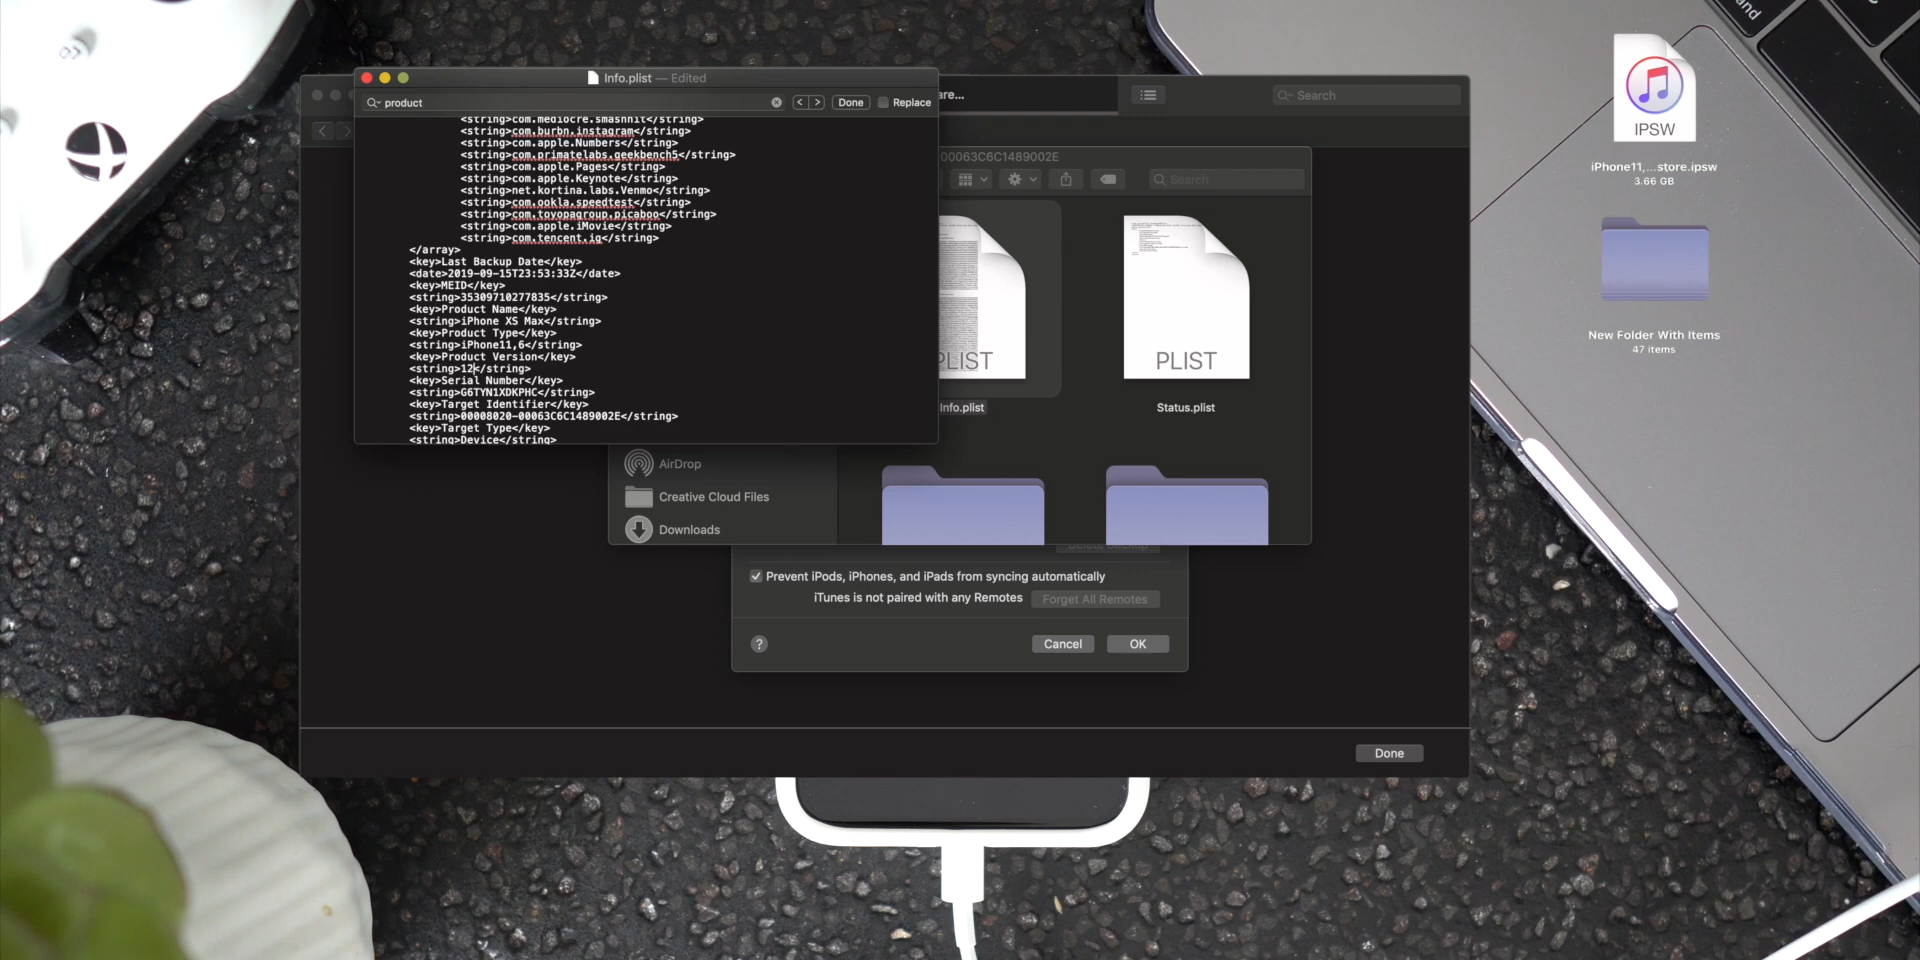 Info.plist — Edited
product
Done
Replace
<string>com.mediocre.smashhit</string>
<string>com.burbn.instagram</string>
<string>com.apple.Numbers</string>
<string>com.primatelabs.geekbench5</string>
<string>com.apple.Pages</string>
<string>com.apple.Keynote</string>
<string>net.kortina.labs.Venmo</string>
<string>com.ookla.speedtest</string>
<string>com.toyopagroup.picaboo</string>
<string>com.apple.iMovie</string>
<string>com.tencent.ig</string>
</array>
<key>Last Backup Date</key>
<date>2019-09-15T23:53:33Z</date>
<key>MEID</key>
<string>35309710277835</string>
<key>Product Name</key>
<string>iPhone XS Max</string>
<key>Product Type</key>
<string>iPhone11,6</string>
<key>Product Version</key>
<string>12</string>
<key>Serial Number</key>
<string>G6TYN1XDKPHC</string>
<key>Target Identifier</key>
<string>00008020-00063C6C1489002E</string>
<key>Target Type</key>
<string>Device</string>
are...
Search
00063C6C1489002E
Search
PLIST
Info.plist
PLIST
Status.plist
AirDrop
Creative Cloud Files
Downloads
Delete Backup
Prevent iPods, iPhones, and iPads from syncing automatically
iTunes is not paired with any Remotes
Forget All Remotes
?
Cancel
OK
Done
IPSW
iPhone11,...store.ipsw
3.66 GB
New Folder With Items
47 items